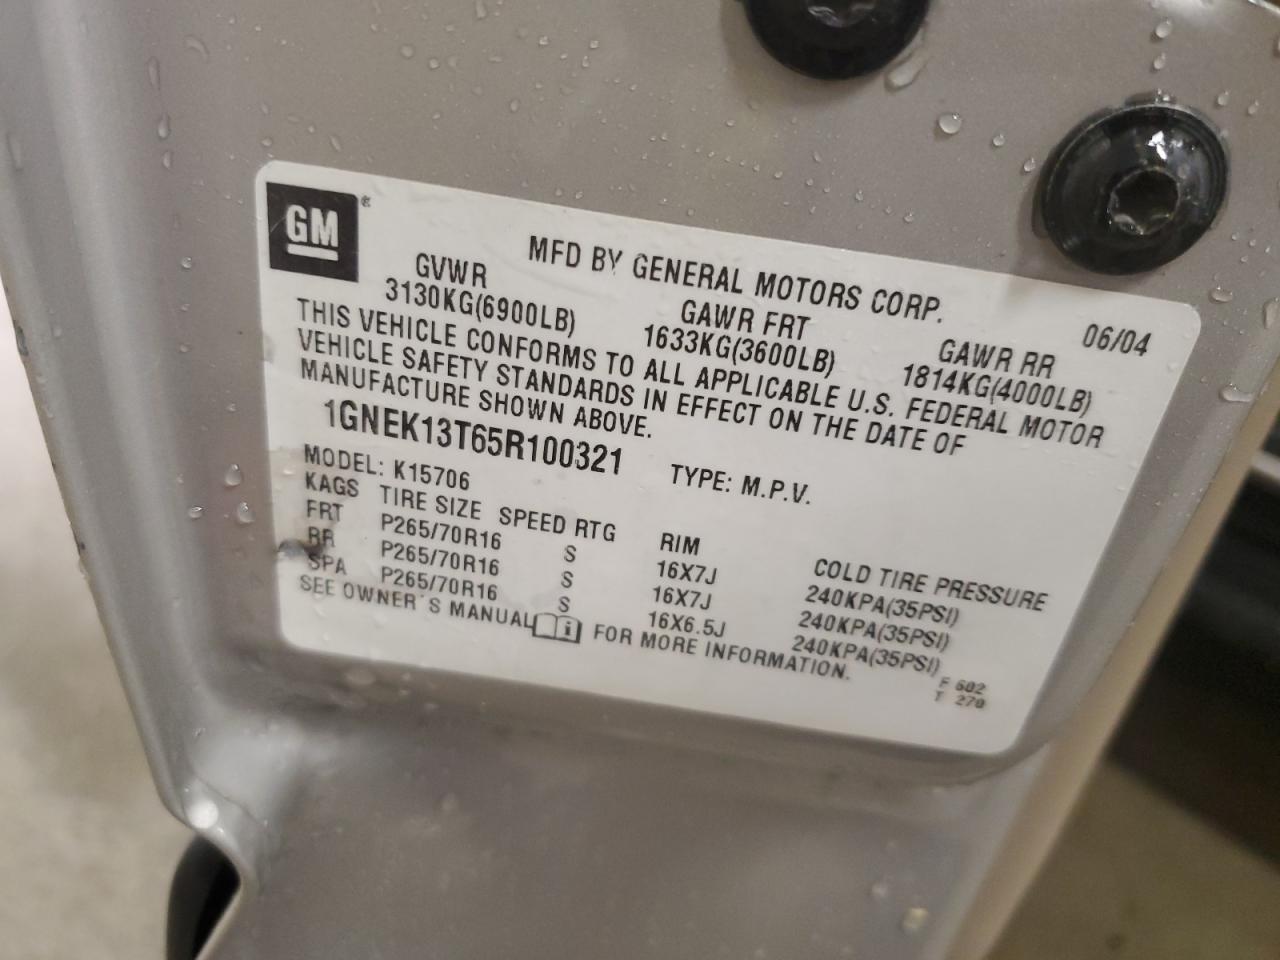 GM®
MFD BY GENERAL MOTORS CORP. 06/04
GVWR GAWR FRT GAWR RR
3130KG(6900LB) 1633KG(3600LB) 1814KG(4000LB)
THIS VEHICLE CONFORMS TO ALL APPLICABLE U.S. FEDERAL MOTOR
VEHICLE SAFETY STANDARDS IN EFFECT ON THE DATE OF
MANUFACTURE SHOWN ABOVE.
1GNEK13T65R100321 TYPE: M.P.V.
MODEL: K15706
KAGS TIRE SIZE SPEED RTG RIM COLD TIRE PRESSURE
FRT P265/70R16 S 16X7J 240KPA(35PSI)
RR P265/70R16 S 16X7J 240KPA(35PSI)
SPA P265/70R16 S 16X6.5J 240KPA(35PSI)
SEE OWNER´S MANUAL i FOR MORE INFORMATION.
F 602
T 270